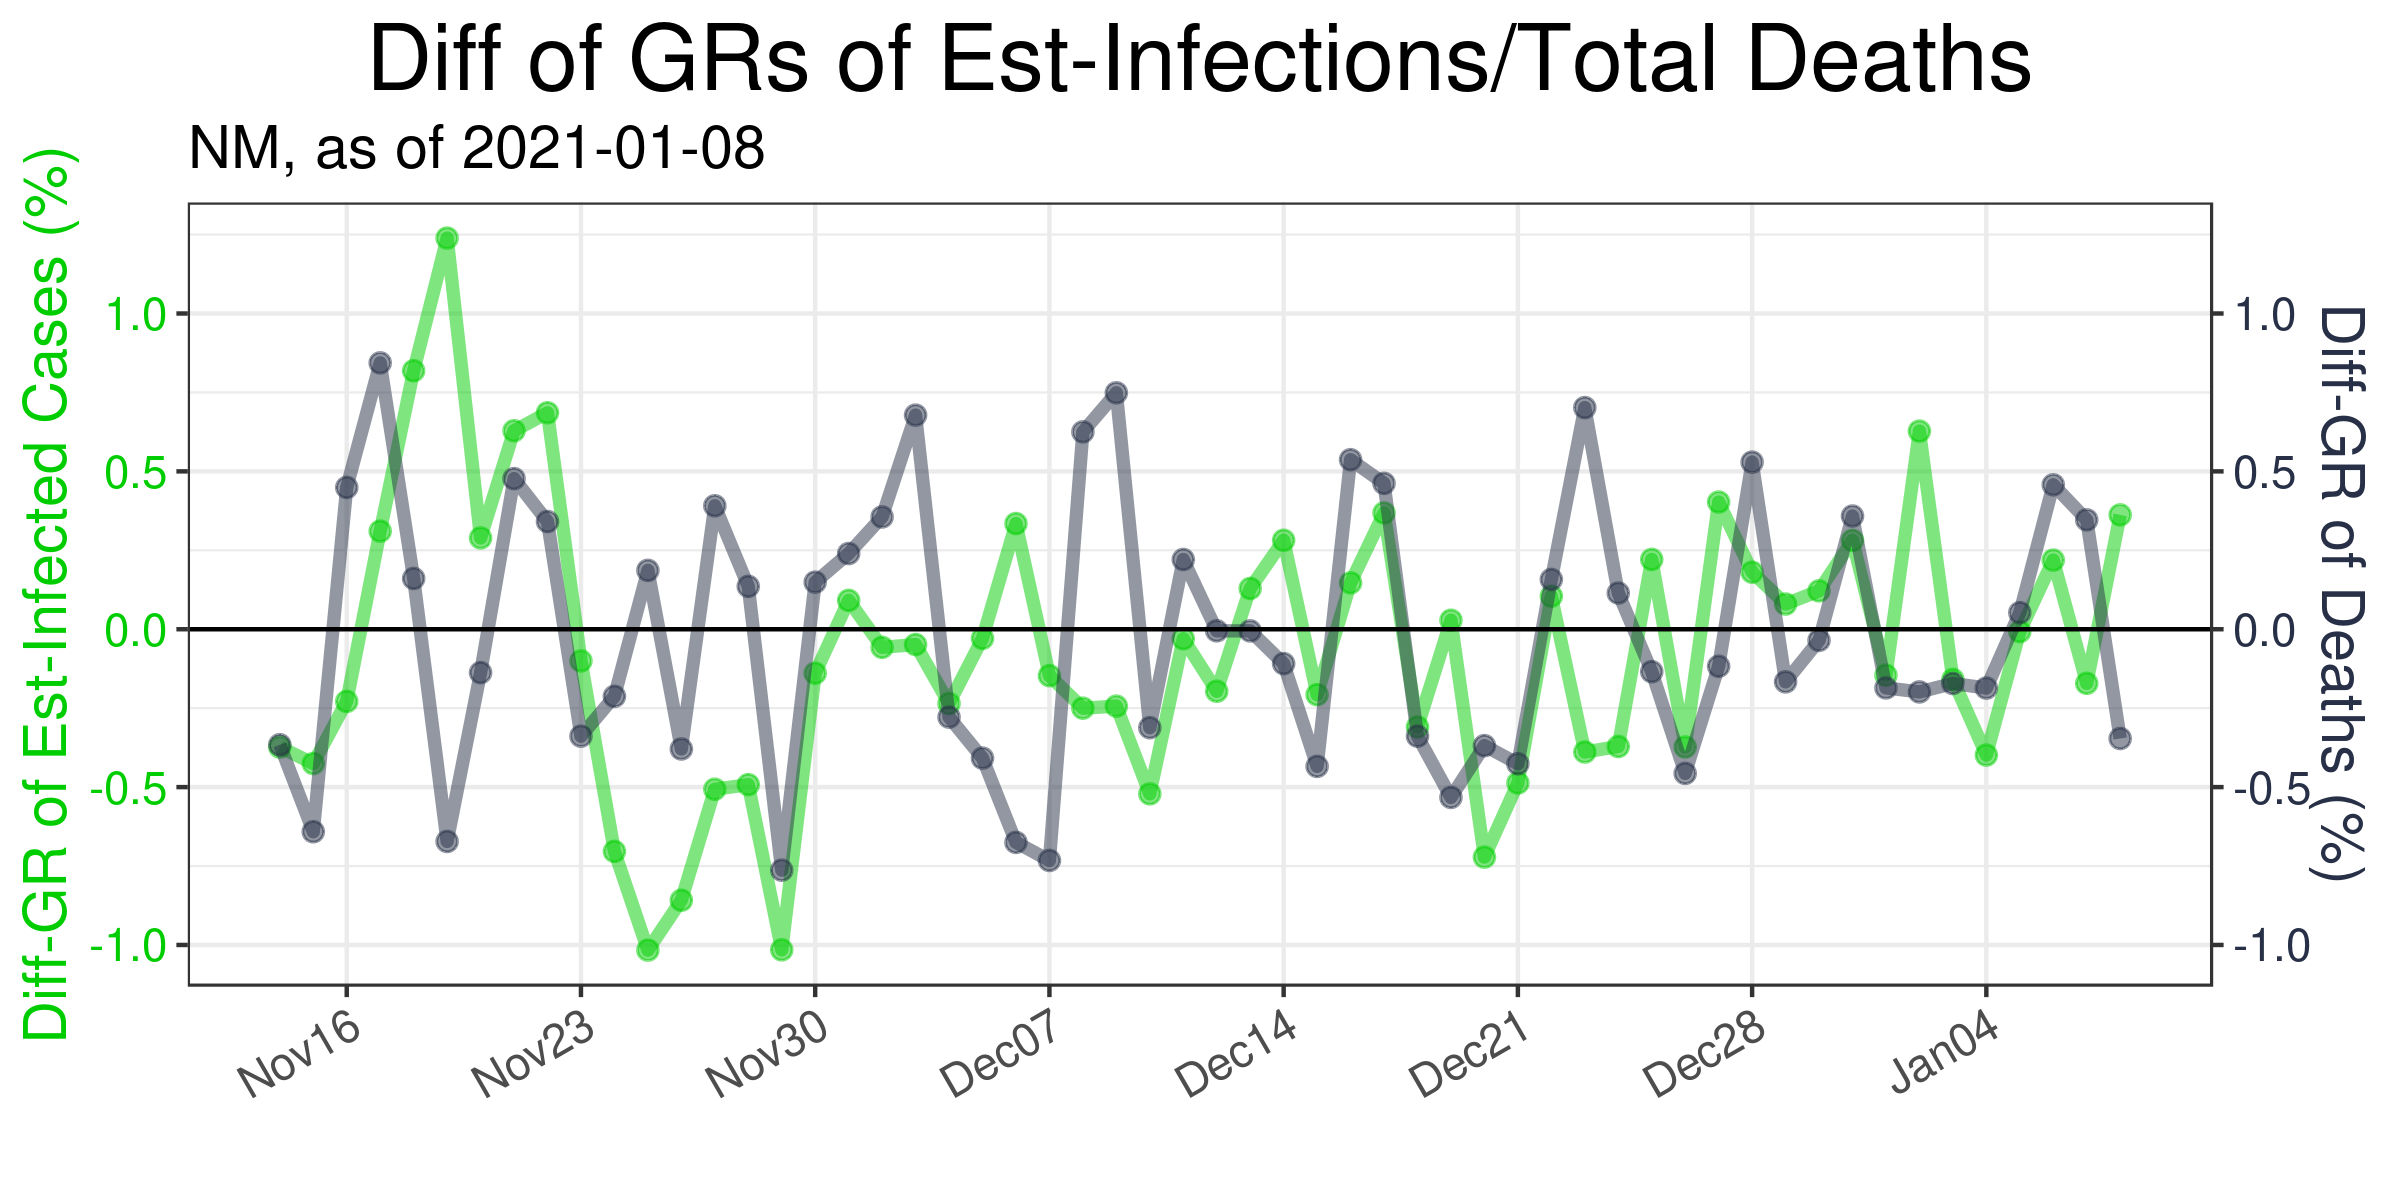 Diff of GRs of Est-Infections/Total Deaths
NM, as of 2021-01-08
Diff-GR of Est-Infected Cases (%)
1.0
0.5
0.0
-0.5
-1.0
1.0
0.5
0.0
-0.5
-1.0
Diff-GR of Deaths (%)
Nov16
Nov23
Nov30
Dec07
Dec14
Dec21
Dec28
Jan04